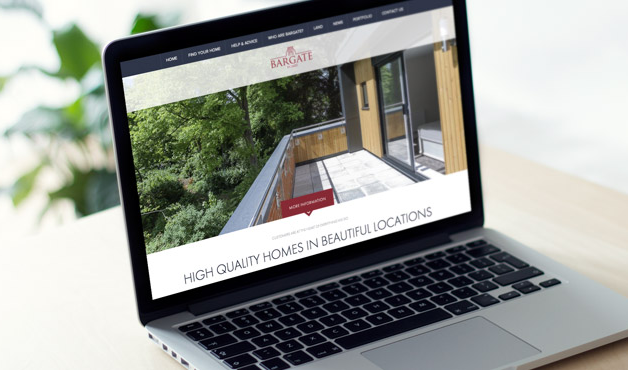 HOME FIND YOUR HOME HELP & ADVICE WHO ARE BARGATE? LAND NEWS PORTFOLIO CONTACT US
BARGATE
MORE INFORMATION
HIGH QUALITY HOMES IN BEAUTIFUL LOCATIONS